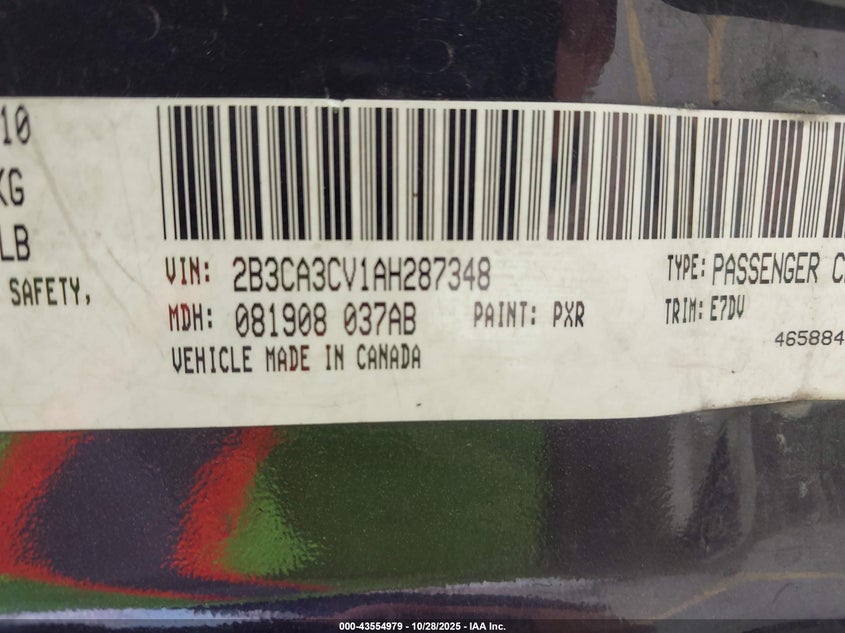 10
KG
LB
SAFETY,
VIN: 2B3CA3CV1AH287348
TYPE: PASSENGER
MDH: 081908 037AB
PAINT: PXR
TRIM: E7DV
VEHICLE MADE IN CANADA
465884
000-43554979 - 10/28/2025 - IAA Inc.